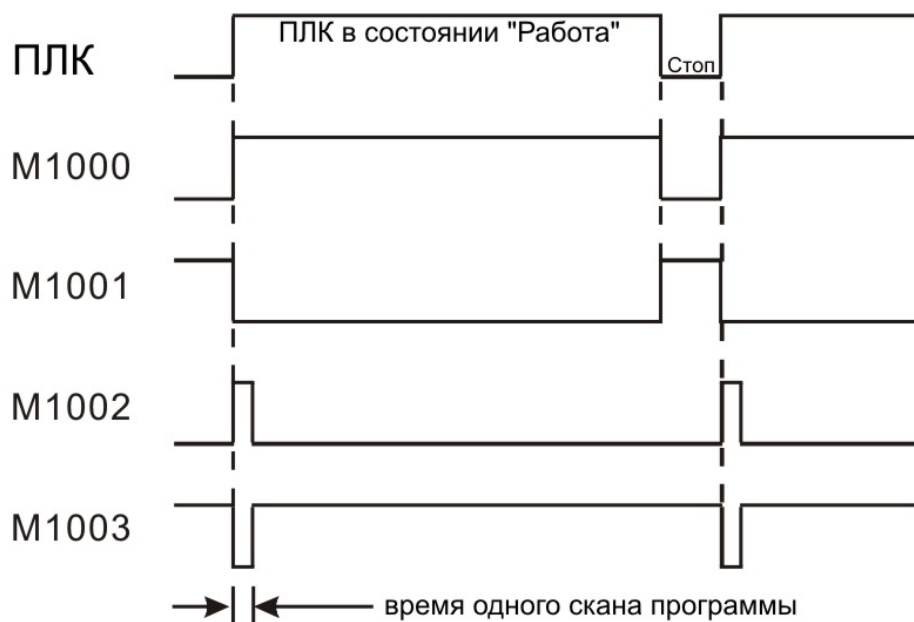 ПЛК в состоянии "Работа"
ПЛК
Стоп
M1000
M1001
M1002
M1003
время одного скана программы